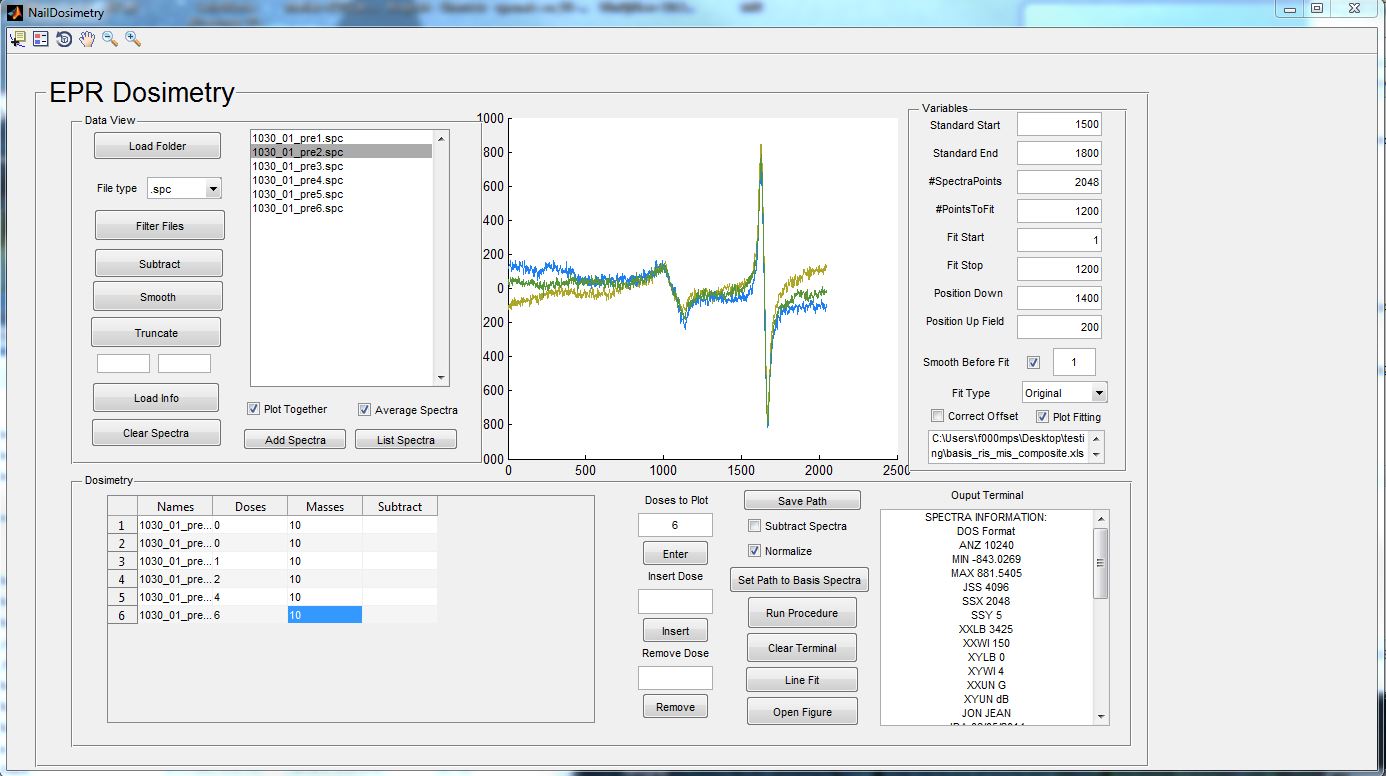 NailDosimetry
EPR Dosimetry
Data View
Load Folder
File type
.spc
Filter Files
Subtract
Smooth
Truncate
Load Info
Clear Spectra
1030_01_pre1.spc
1030_01_pre2.spc
1030_01_pre3.spc
1030_01_pre4.spc
1030_01_pre5.spc
1030_01_pre6.spc
Plot Together
Average Spectra
Add Spectra
List Spectra
1000
800
600
400
200
0
200
400
600
800
000
0 500 1000 1500 2000 2500
Variables
Standard Start 1500
Standard End 1800
#SpectraPoints 2048
#PointsToFit 1200
Fit Start 1
Fit Stop 1200
Position Down 1400
Position Up Field 200
Smooth Before Fit 1
Fit Type Original
Correct Offset Plot Fitting
C:\Users\f000mps\Desktop\testi
ng\basis_ris_mis_composite.xls
Dosimetry
Names Doses Masses Subtract
1 1030_01_pre... 0 10
2 1030_01_pre... 0 10
3 1030_01_pre... 1 10
4 1030_01_pre... 2 10
5 1030_01_pre... 4 10
6 1030_01_pre... 6 10
Doses to Plot
6
Enter
Insert Dose
Insert
Remove Dose
Remove
Save Path
Subtract Spectra
Normalize
Set Path to Basis Spectra
Run Procedure
Clear Terminal
Line Fit
Open Figure
Ouput Terminal
SPECTRA INFORMATION:
DOS Format
ANZ 10240
MIN -843.0269
MAX 881.5405
JSS 4096
SSX 2048
SSY 5
XXLB 3425
XXWI 150
XYLB 0
XYWI 4
XXUN G
XYUN dB
JON JEAN